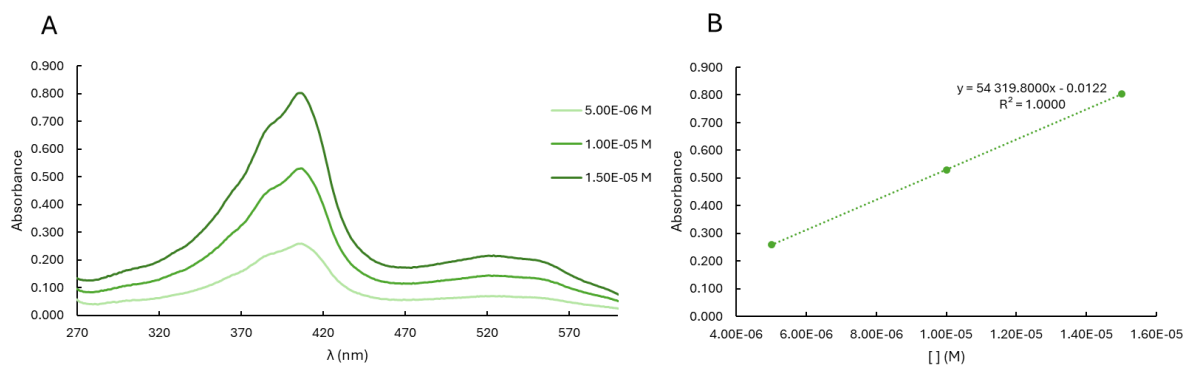 A
0.900
0.800
0.700
0.600
0.500
0.400
0.300
0.200
0.100
0.000
Absorbance
270 320 370 420 470 520 570
λ (nm)
5.00E-06 M
1.00E-05 M
1.50E-05 M
B
0.900
0.800
0.700
0.600
0.500
0.400
0.300
0.200
0.100
0.000
Absorbance
y = 54 319.8000x - 0.0122
R² = 1.0000
4.00E-06 6.00E-06 8.00E-06 1.00E-05 1.20E-05 1.40E-05 1.60E-05
[ ] (M)